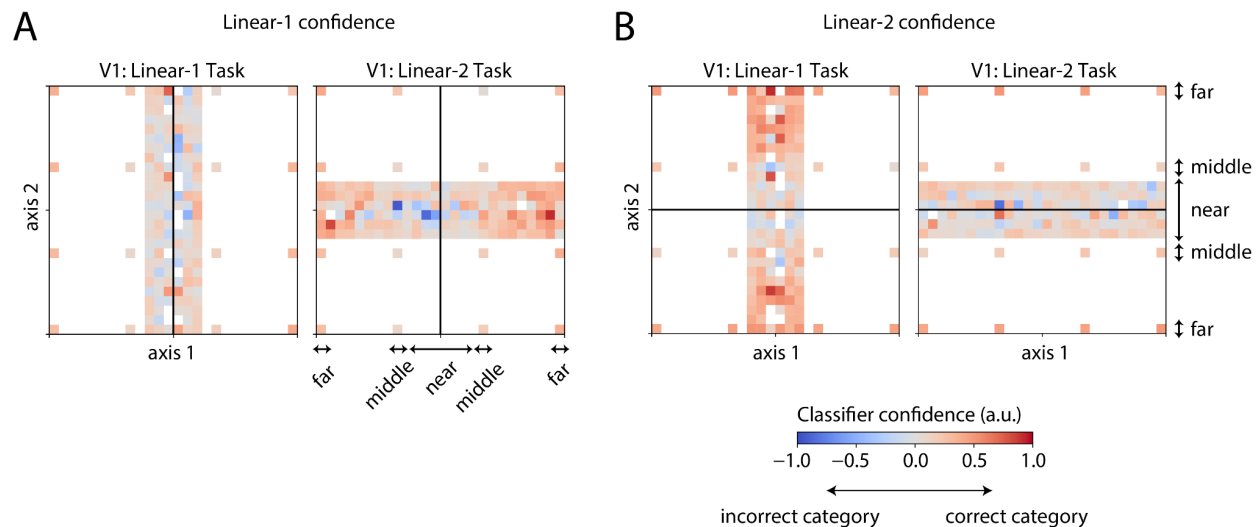 A
Linear-1 confidence
V1: Linear-1 Task
V1: Linear-2 Task
axis 2
axis 1
far
middle
near
middle
far
B
Linear-2 confidence
V1: Linear-1 Task
V1: Linear-2 Task
axis 2
axis 1
axis 1
far
middle
near
middle
far
Classifier confidence (a.u.)
−1.0 −0.5 0.0 0.5 1.0
incorrect category correct category